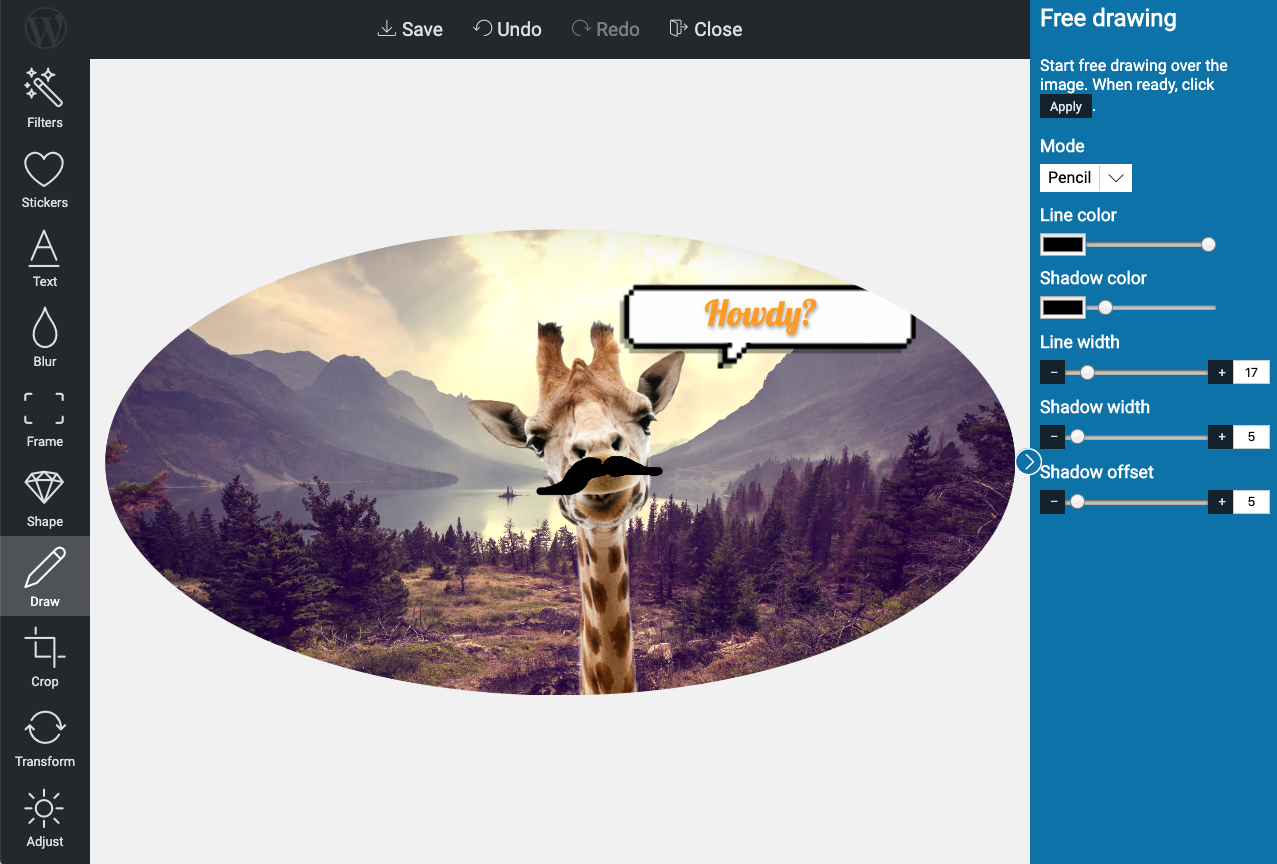 Save
Undo
Redo
Close
Filters
Stickers
Text
Blur
Frame
Shape
Draw
Crop
Transform
Adjust
Howdy?
Free drawing
Start free drawing over the
image. When ready, click
Apply .
Mode
Pencil
Line color
Shadow color
Line width
− + 17
Shadow width
− + 5
Shadow offset
− + 5